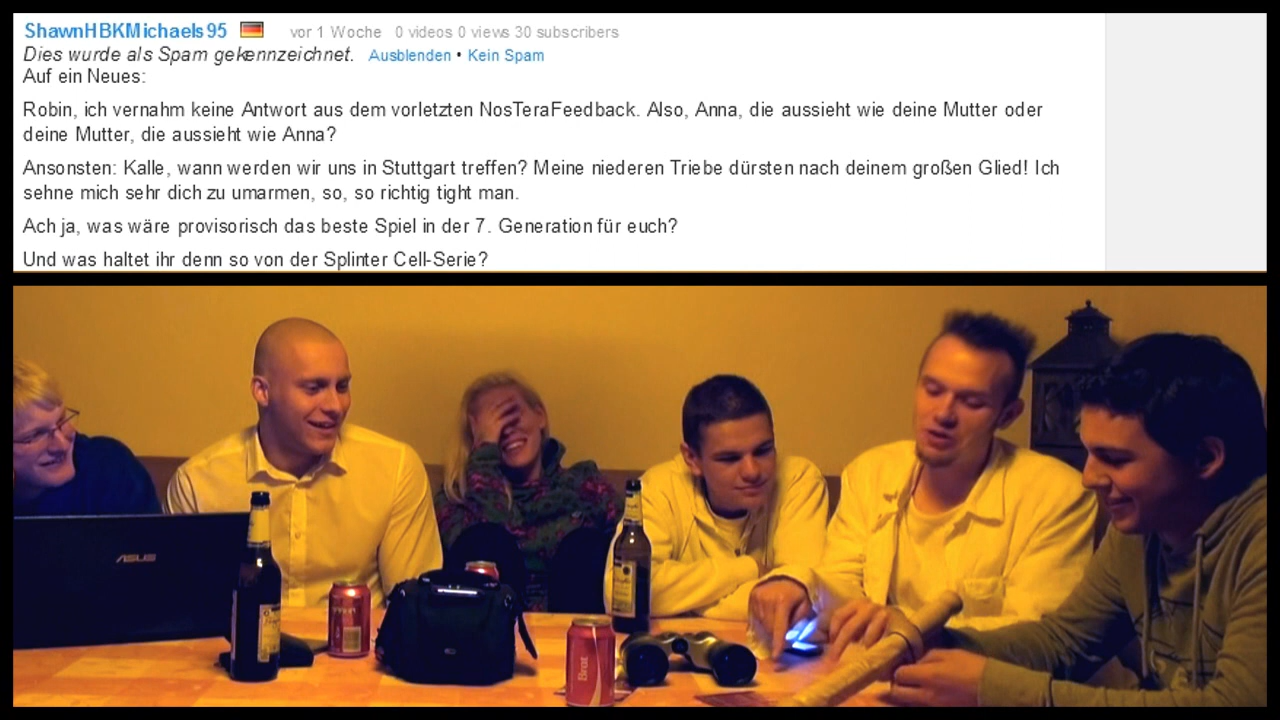 ShawnHBKMichaels95 vor 1 Woche 0 videos 0 views 30 subscribers
Dies wurde als Spam gekennzeichnet. Ausblenden • Kein Spam
Auf ein Neues:
Robin, ich vernahm keine Antwort aus dem vorletzten NosTeraFeedback. Also, Anna, die aussieht wie deine Mutter oder
deine Mutter, die aussieht wie Anna?
Ansonsten: Kalle, wann werden wir uns in Stuttgart treffen? Meine niederen Triebe dürsten nach deinem großen Glied! Ich
sehne mich sehr dich zu umarmen, so, so richtig tight man.
Ach ja, was wäre provisorisch das beste Spiel in der 7. Generation für euch?
Und was haltet ihr denn so von der Splinter Cell-Serie?
ASUS